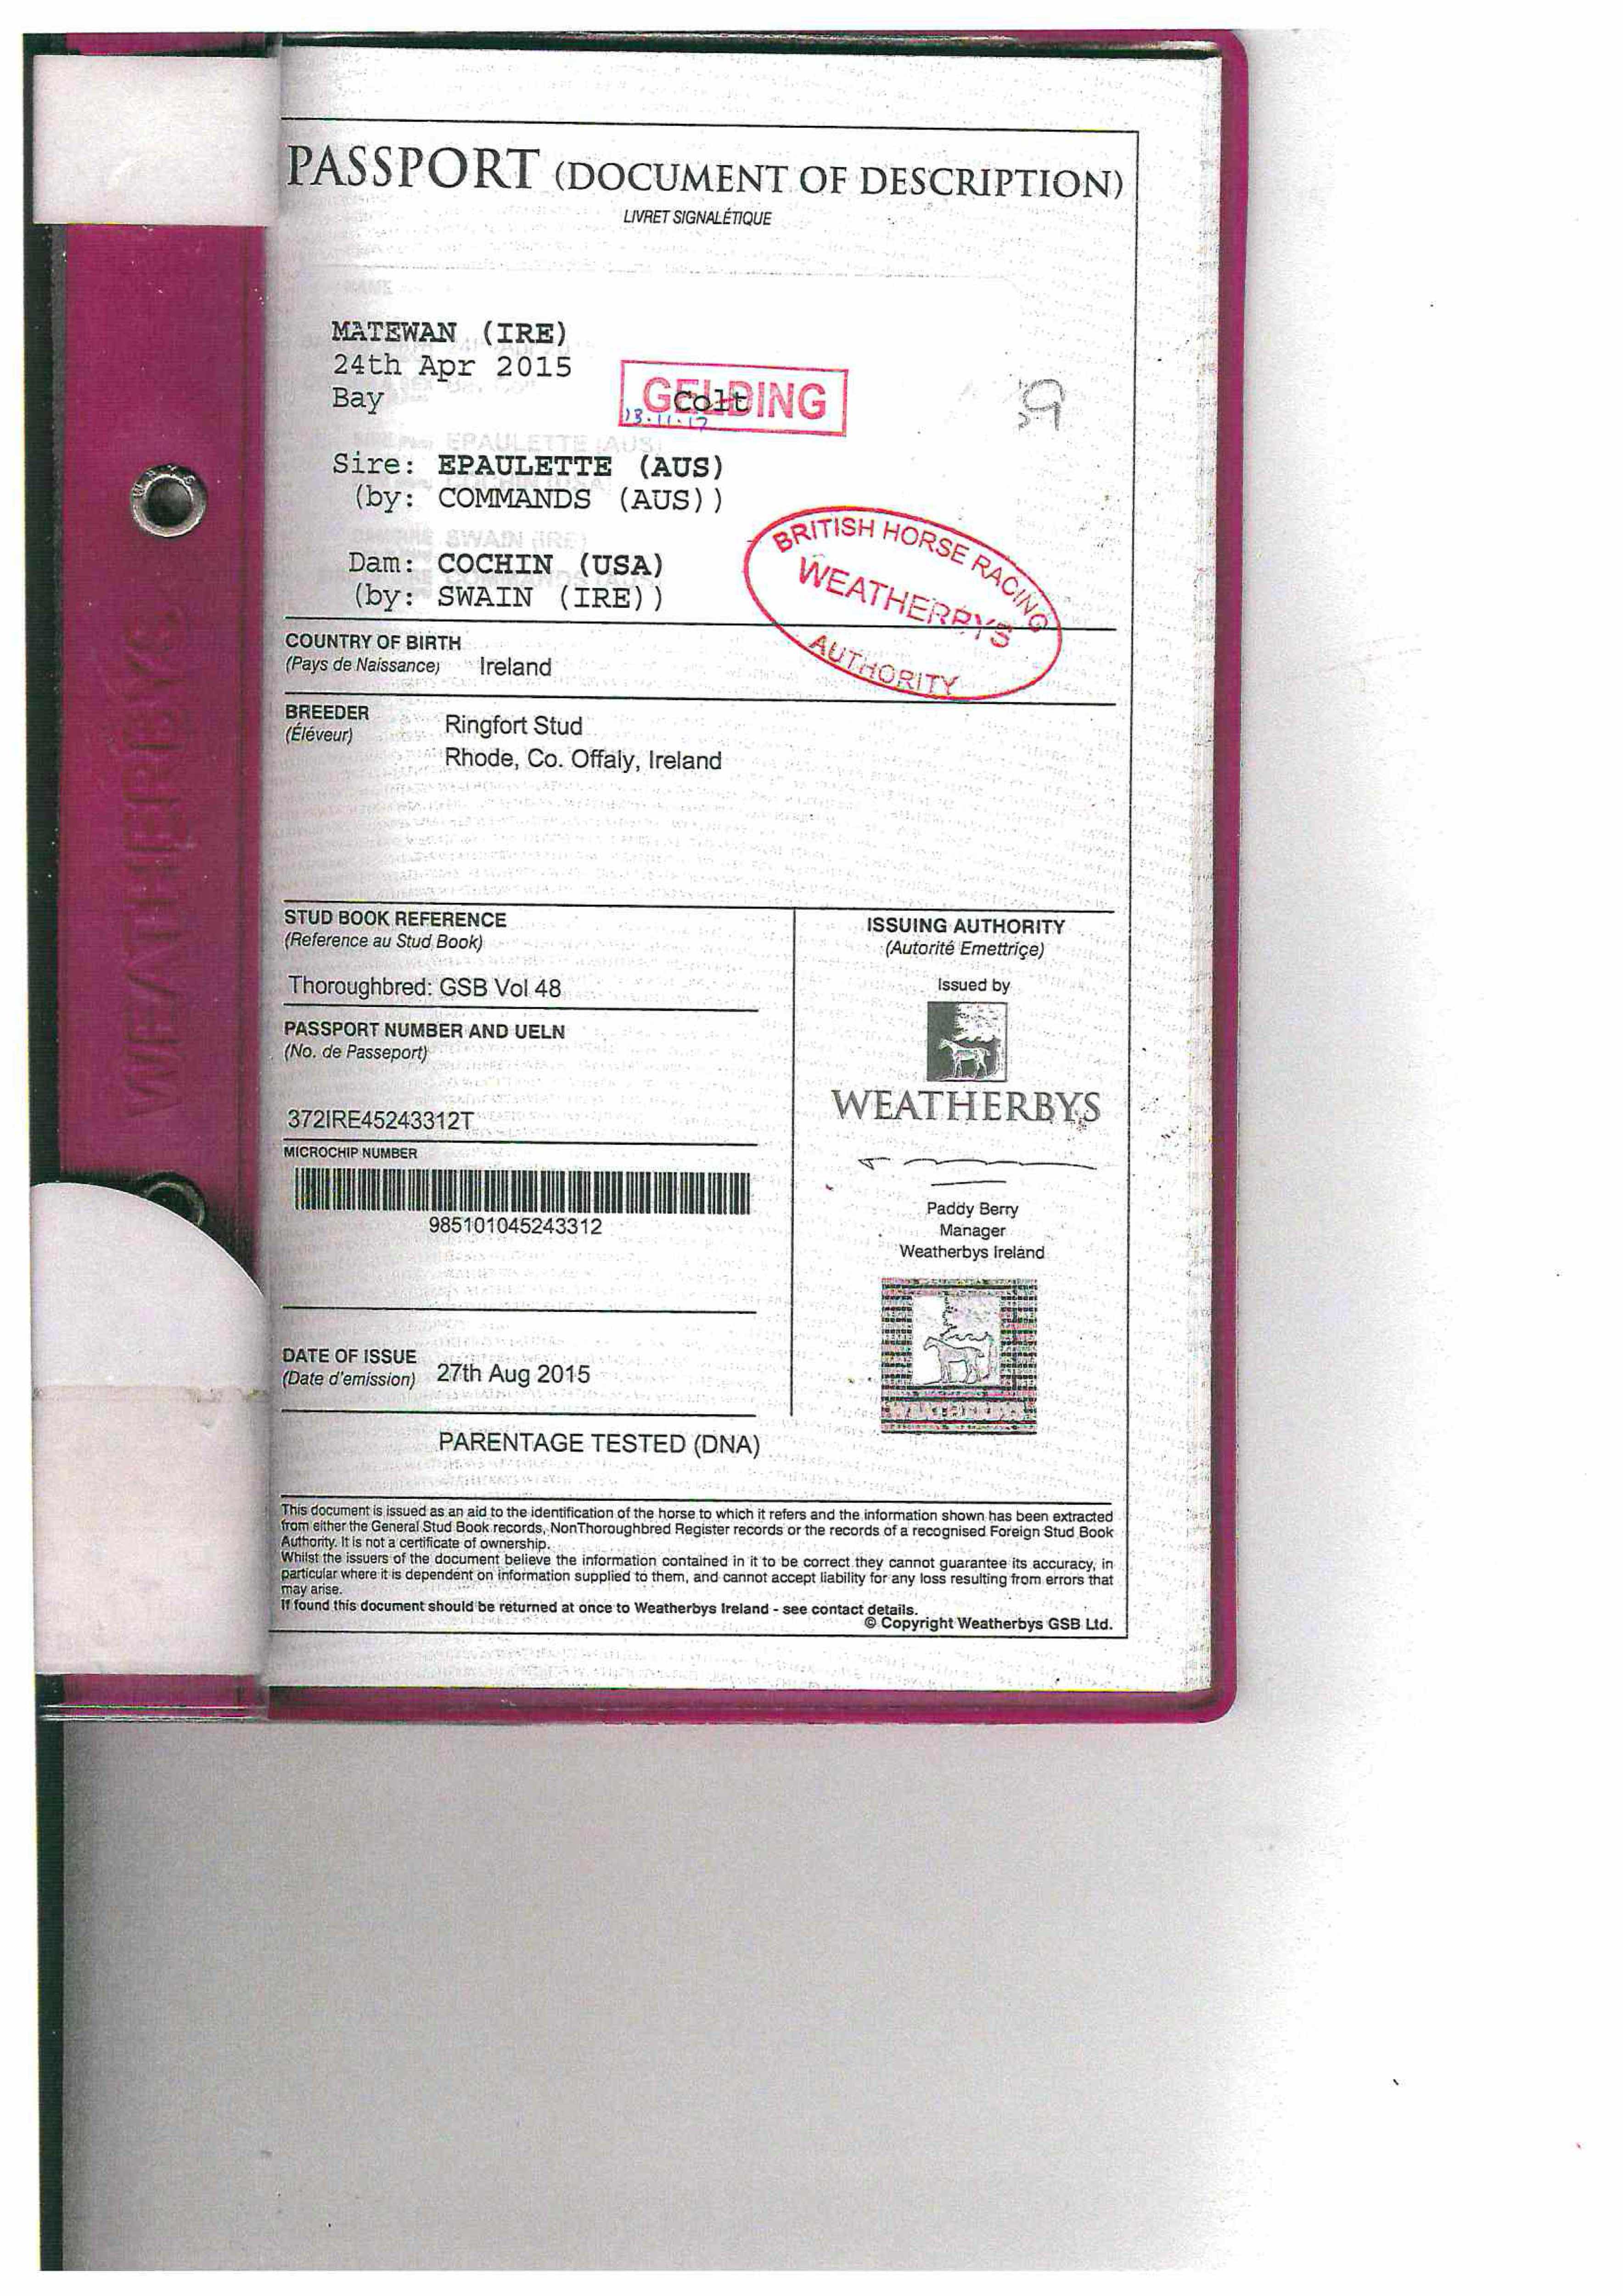 PASSPORT (DOCUMENT OF DESCRIPTION)
LIVRET SIGNALÉTIQUE
NAME
MATEWAN (IRE)
24th Apr 2015
Bay
Colt
GELDING
13.11.17
EPAULETTE (AUS)
Sire: EPAULETTE (AUS)
(by: COMMANDS (AUS))
SWAIN (IRE)
Dam: COCHIN (USA)
(by: SWAIN (IRE))
BRITISH HORSE RACING
WEATHERBYS
AUTHORITY
COUNTRY OF BIRTH
(Pays de Naissance) Ireland
BREEDER
(Éléveur)
Ringfort Stud
Rhode, Co. Offaly, Ireland
WEATHERBYS
STUD BOOK REFERENCE
(Reference au Stud Book)
Thoroughbred: GSB Vol 48
PASSPORT NUMBER AND UELN
(No. de Passeport)
372IRE45243312T
MICROCHIP NUMBER
985101045243312
DATE OF ISSUE
(Date d'emission) 27th Aug 2015
ISSUING AUTHORITY
(Autorité Emettriçe)
Issued by
WEATHERBYS
Paddy Berry
Manager
Weatherbys Ireland
WEATHERBYS
PARENTAGE TESTED (DNA)
This document is issued as an aid to the identification of the horse to which it refers and the information shown has been extracted
from either the General Stud Book records, NonThoroughbred Register records or the records of a recognised Foreign Stud Book
Authority. It is not a certificate of ownership.
Whilst the issuers of the document believe the information contained in it to be correct they cannot guarantee its accuracy, in
particular where it is dependent on information supplied to them, and cannot accept liability for any loss resulting from errors that
may arise.
If found this document should be returned at once to Weatherbys Ireland - see contact details.
© Copyright Weatherbys GSB Ltd.